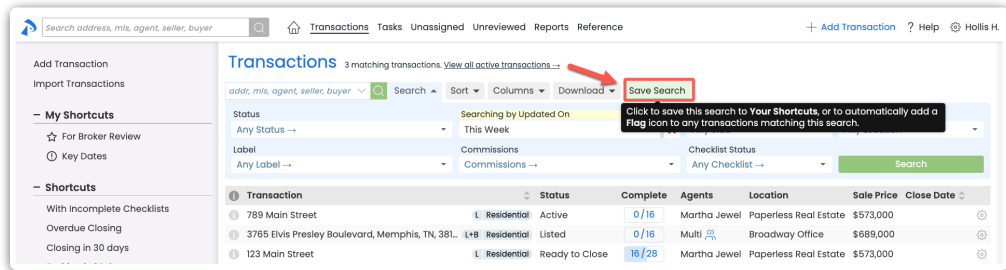 Search address, mls, agent, seller, buyer
Transactions Tasks Unassigned Unreviewed Reports Reference
+ Add Transaction ? Help Hollis H.
Add Transaction
Import Transactions
– My Shortcuts
For Broker Review
Key Dates
– Shortcuts
With Incomplete Checklists
Overdue Closing
Closing in 30 days
Transactions 3 matching transactions. View all active transactions →
addr, mls, agent, seller, buyer Search ▲ Sort ▼ Columns ▼ Download ▼ Save Search
Click to save this search to Your Shortcuts, or to automatically add a
Flag icon to any transactions matching this search.
Status Searching by Updated On
Any Status → This Week
Label Commissions Checklist Status
Any Label → Commissions → Any Checklist → Search
Transaction Status Complete Agents Location Sale Price Close Date
789 Main Street L Residential Active 0/16 Martha Jewel Paperless Real Estate $573,000
3765 Elvis Presley Boulevard, Memphis, TN, 381... L+B Residential Listed 0/16 Multi Broadway Office $689,000
123 Main Street L Residential Ready to Close 16/28 Martha Jewel Paperless Real Estate $573,000